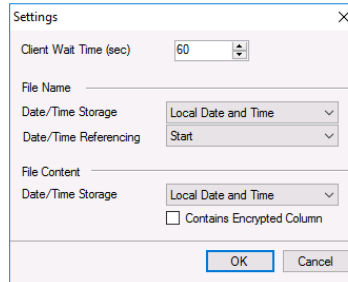 Settings
Client Wait Time (sec) 60
File Name
Date/Time Storage Local Date and Time
Date/Time Referencing Start
File Content
Date/Time Storage Local Date and Time
Contains Encrypted Column
OK Cancel